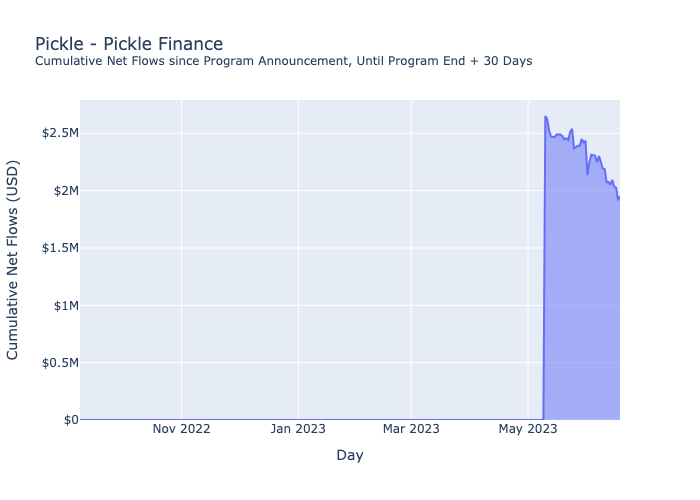 Pickle - Pickle Finance
Cumulative Net Flows since Program Announcement, Until Program End + 30 Days
Cumulative Net Flows (USD)
$2.5M
$2M
$1.5M
$1M
$0.5M
$0
Nov 2022
Jan 2023
Mar 2023
May 2023
Day